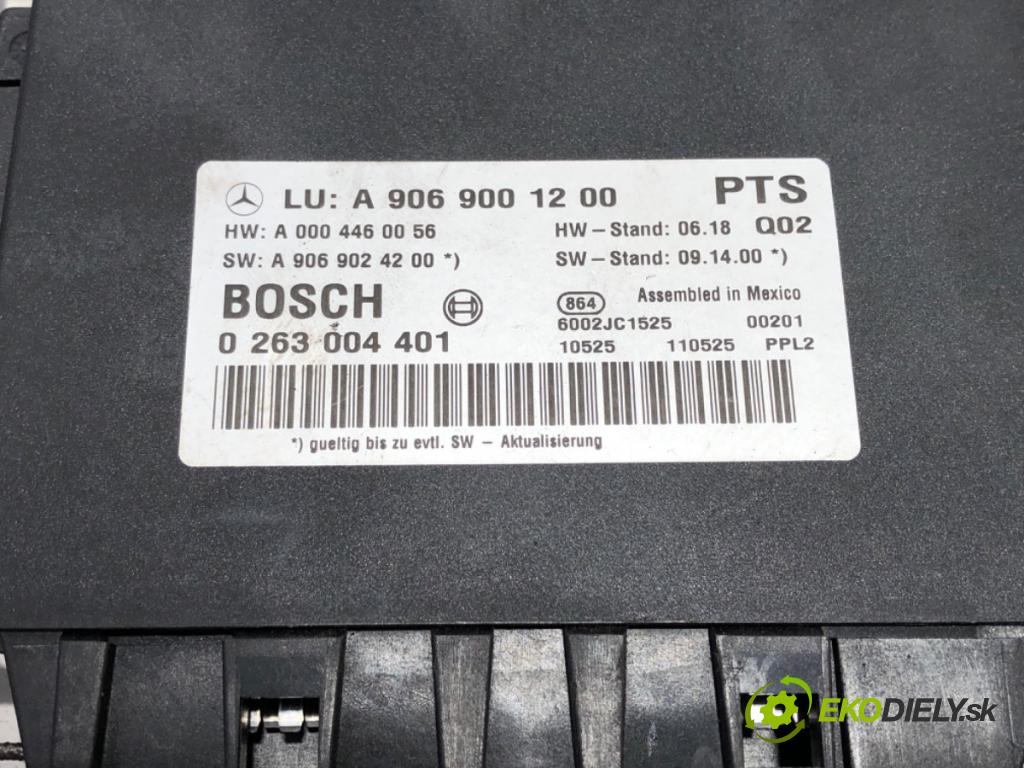 LU: A 906 900 12 00 PTS
HW: A 000 446 00 56 HW – Stand: 06.18 Q02
SW: A 906 902 42 00 *) SW – Stand: 09.14.00 *)
BOSCH 864 Assembled in Mexico
6002JC1525 00201
0 263 004 401 10525 110525 PPL2
*) gueltig bis zu evtl. SW – Aktualisierung
EKODIELY.sk